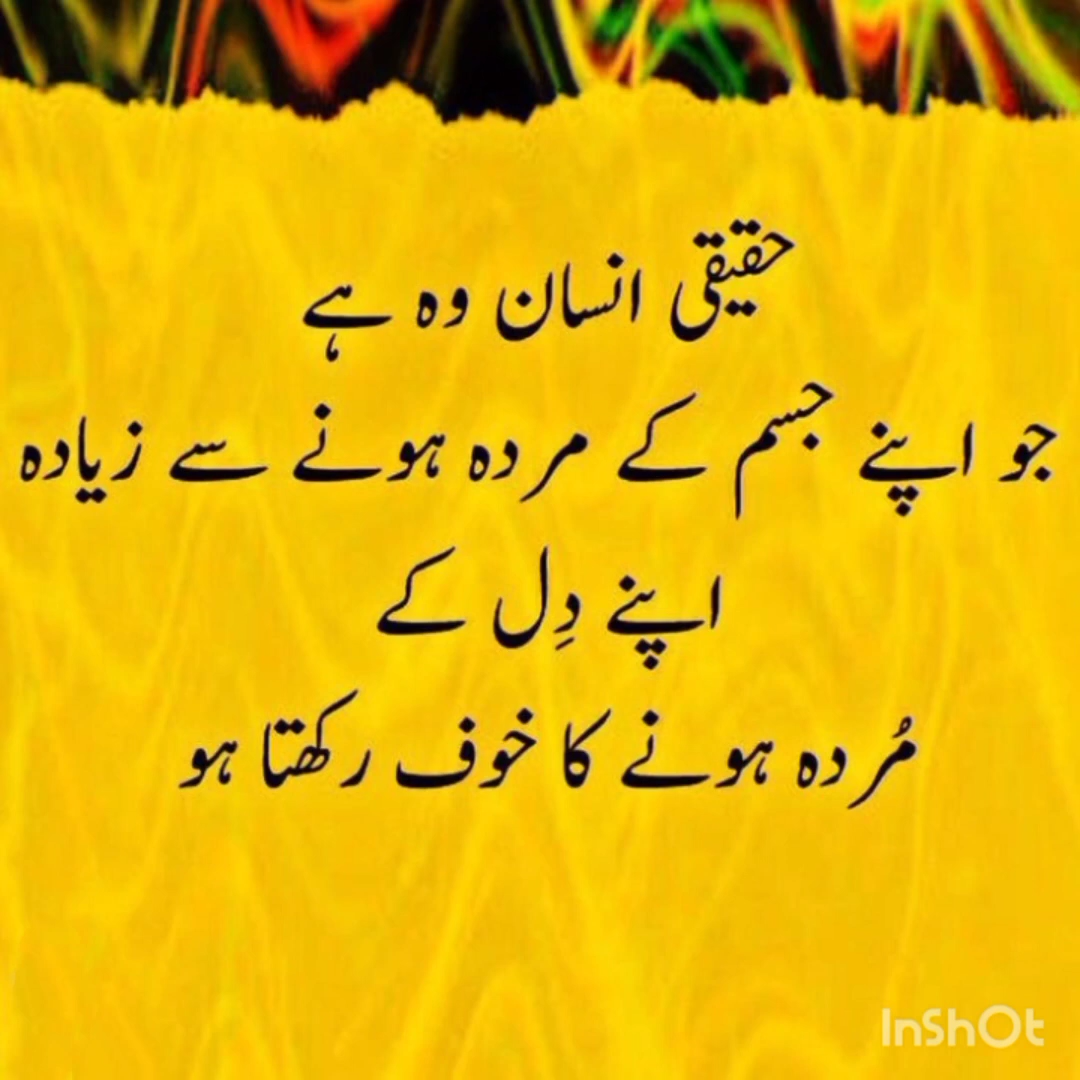 حقیقی انسان وہ ہے
جو اپنے جسم کے مردہ ہونے سے زیادہ
اپنے دِل کے
مُردہ ہونے کا خوف رکھتا ہو
InShOt